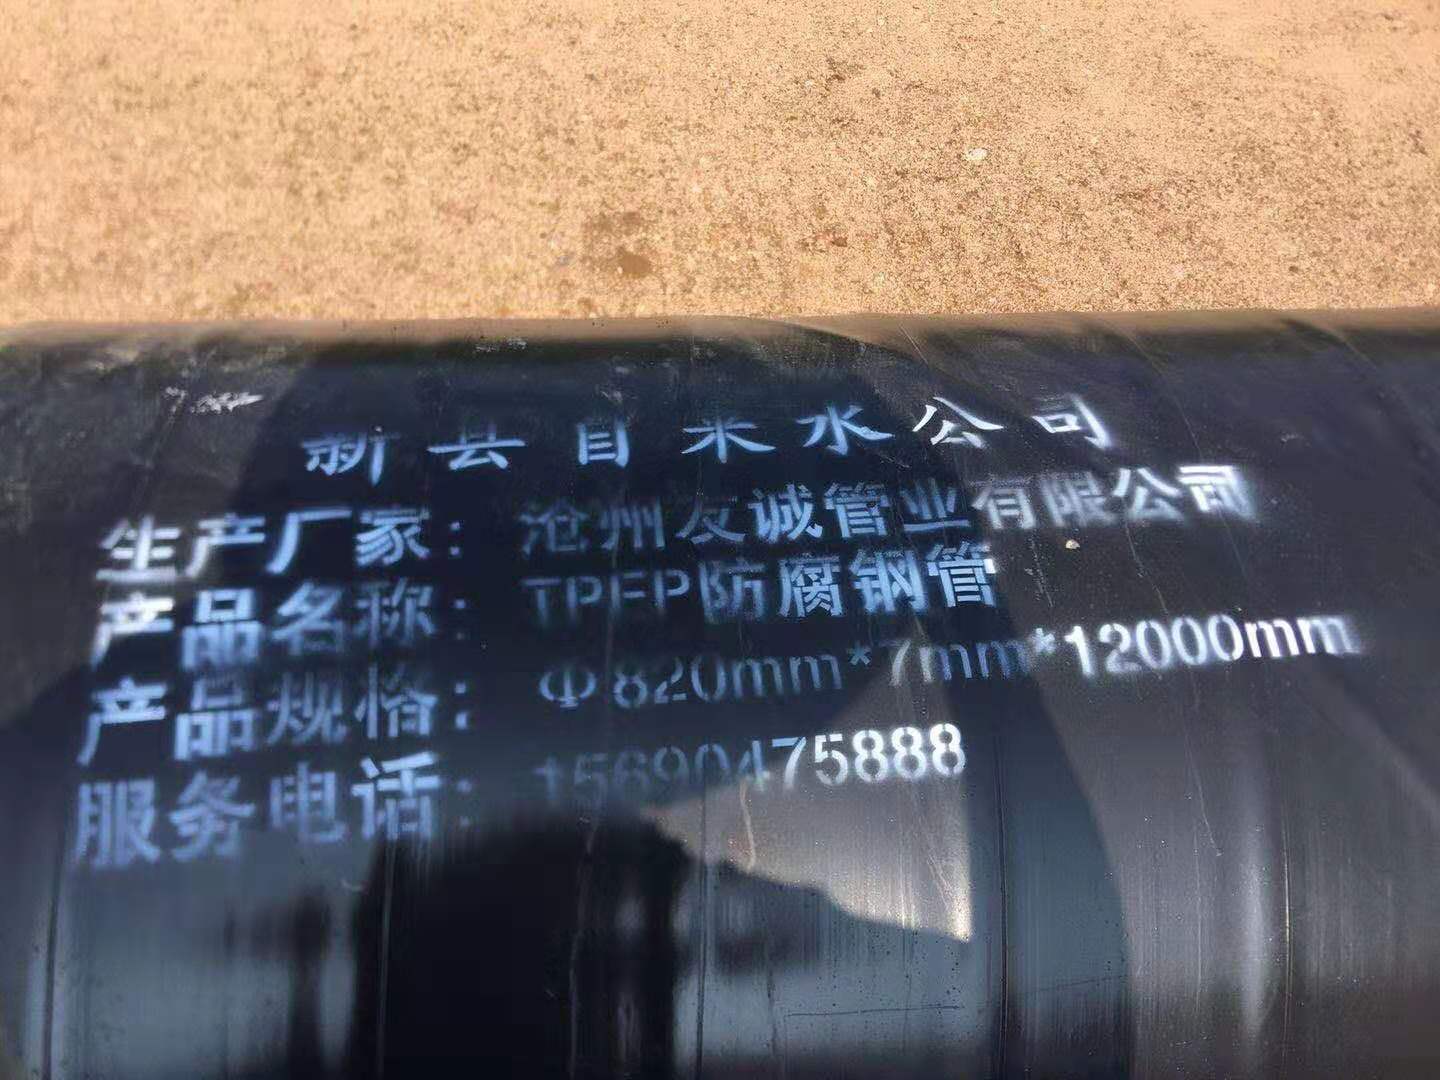 新县自来水公司
生产厂家：沧州友诚管业有限公司
产品名称：TPEP防腐钢管
产品规格：Φ820mm*7mm*12000mm
服务电话：15690475888